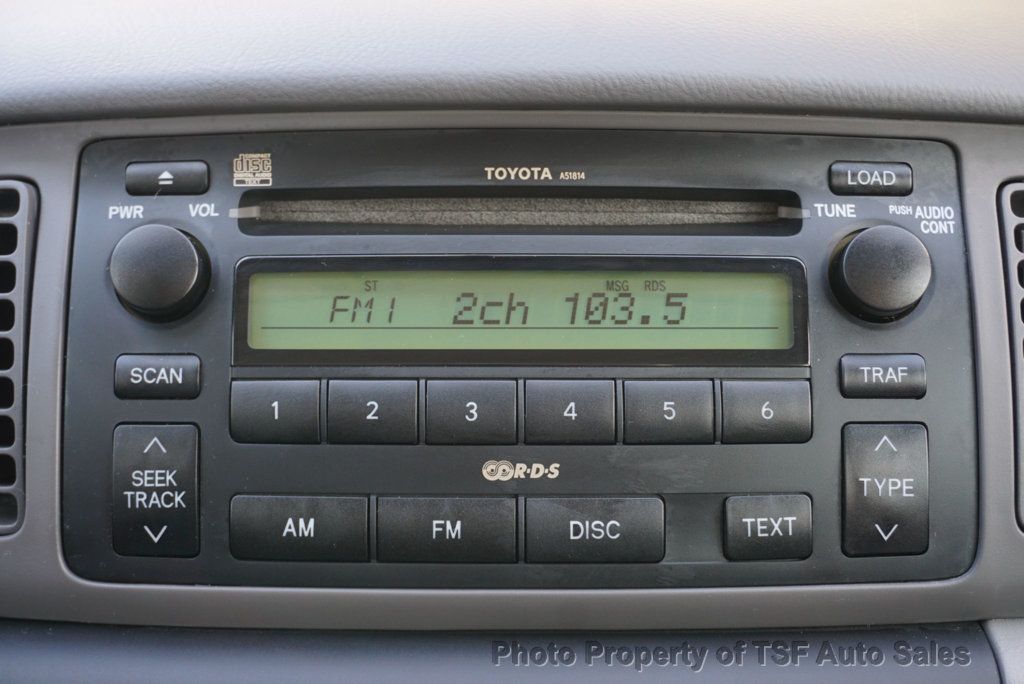 COMPACT
disc
DIGITAL AUDIO
TEXT
TOYOTA A51814
LOAD
PWR VOL
TUNE PUSH AUDIO
CONT
ST MSG RDS
FM1 2ch 103.5
SCAN
TRAF
1 2 3 4 5 6
SEEK
TRACK
R·D·S
TYPE
AM FM DISC TEXT
Photo Property of TSF Auto Sales